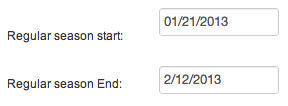 Regular season start: 01/21/2013
Regular season End: 2/12/2013